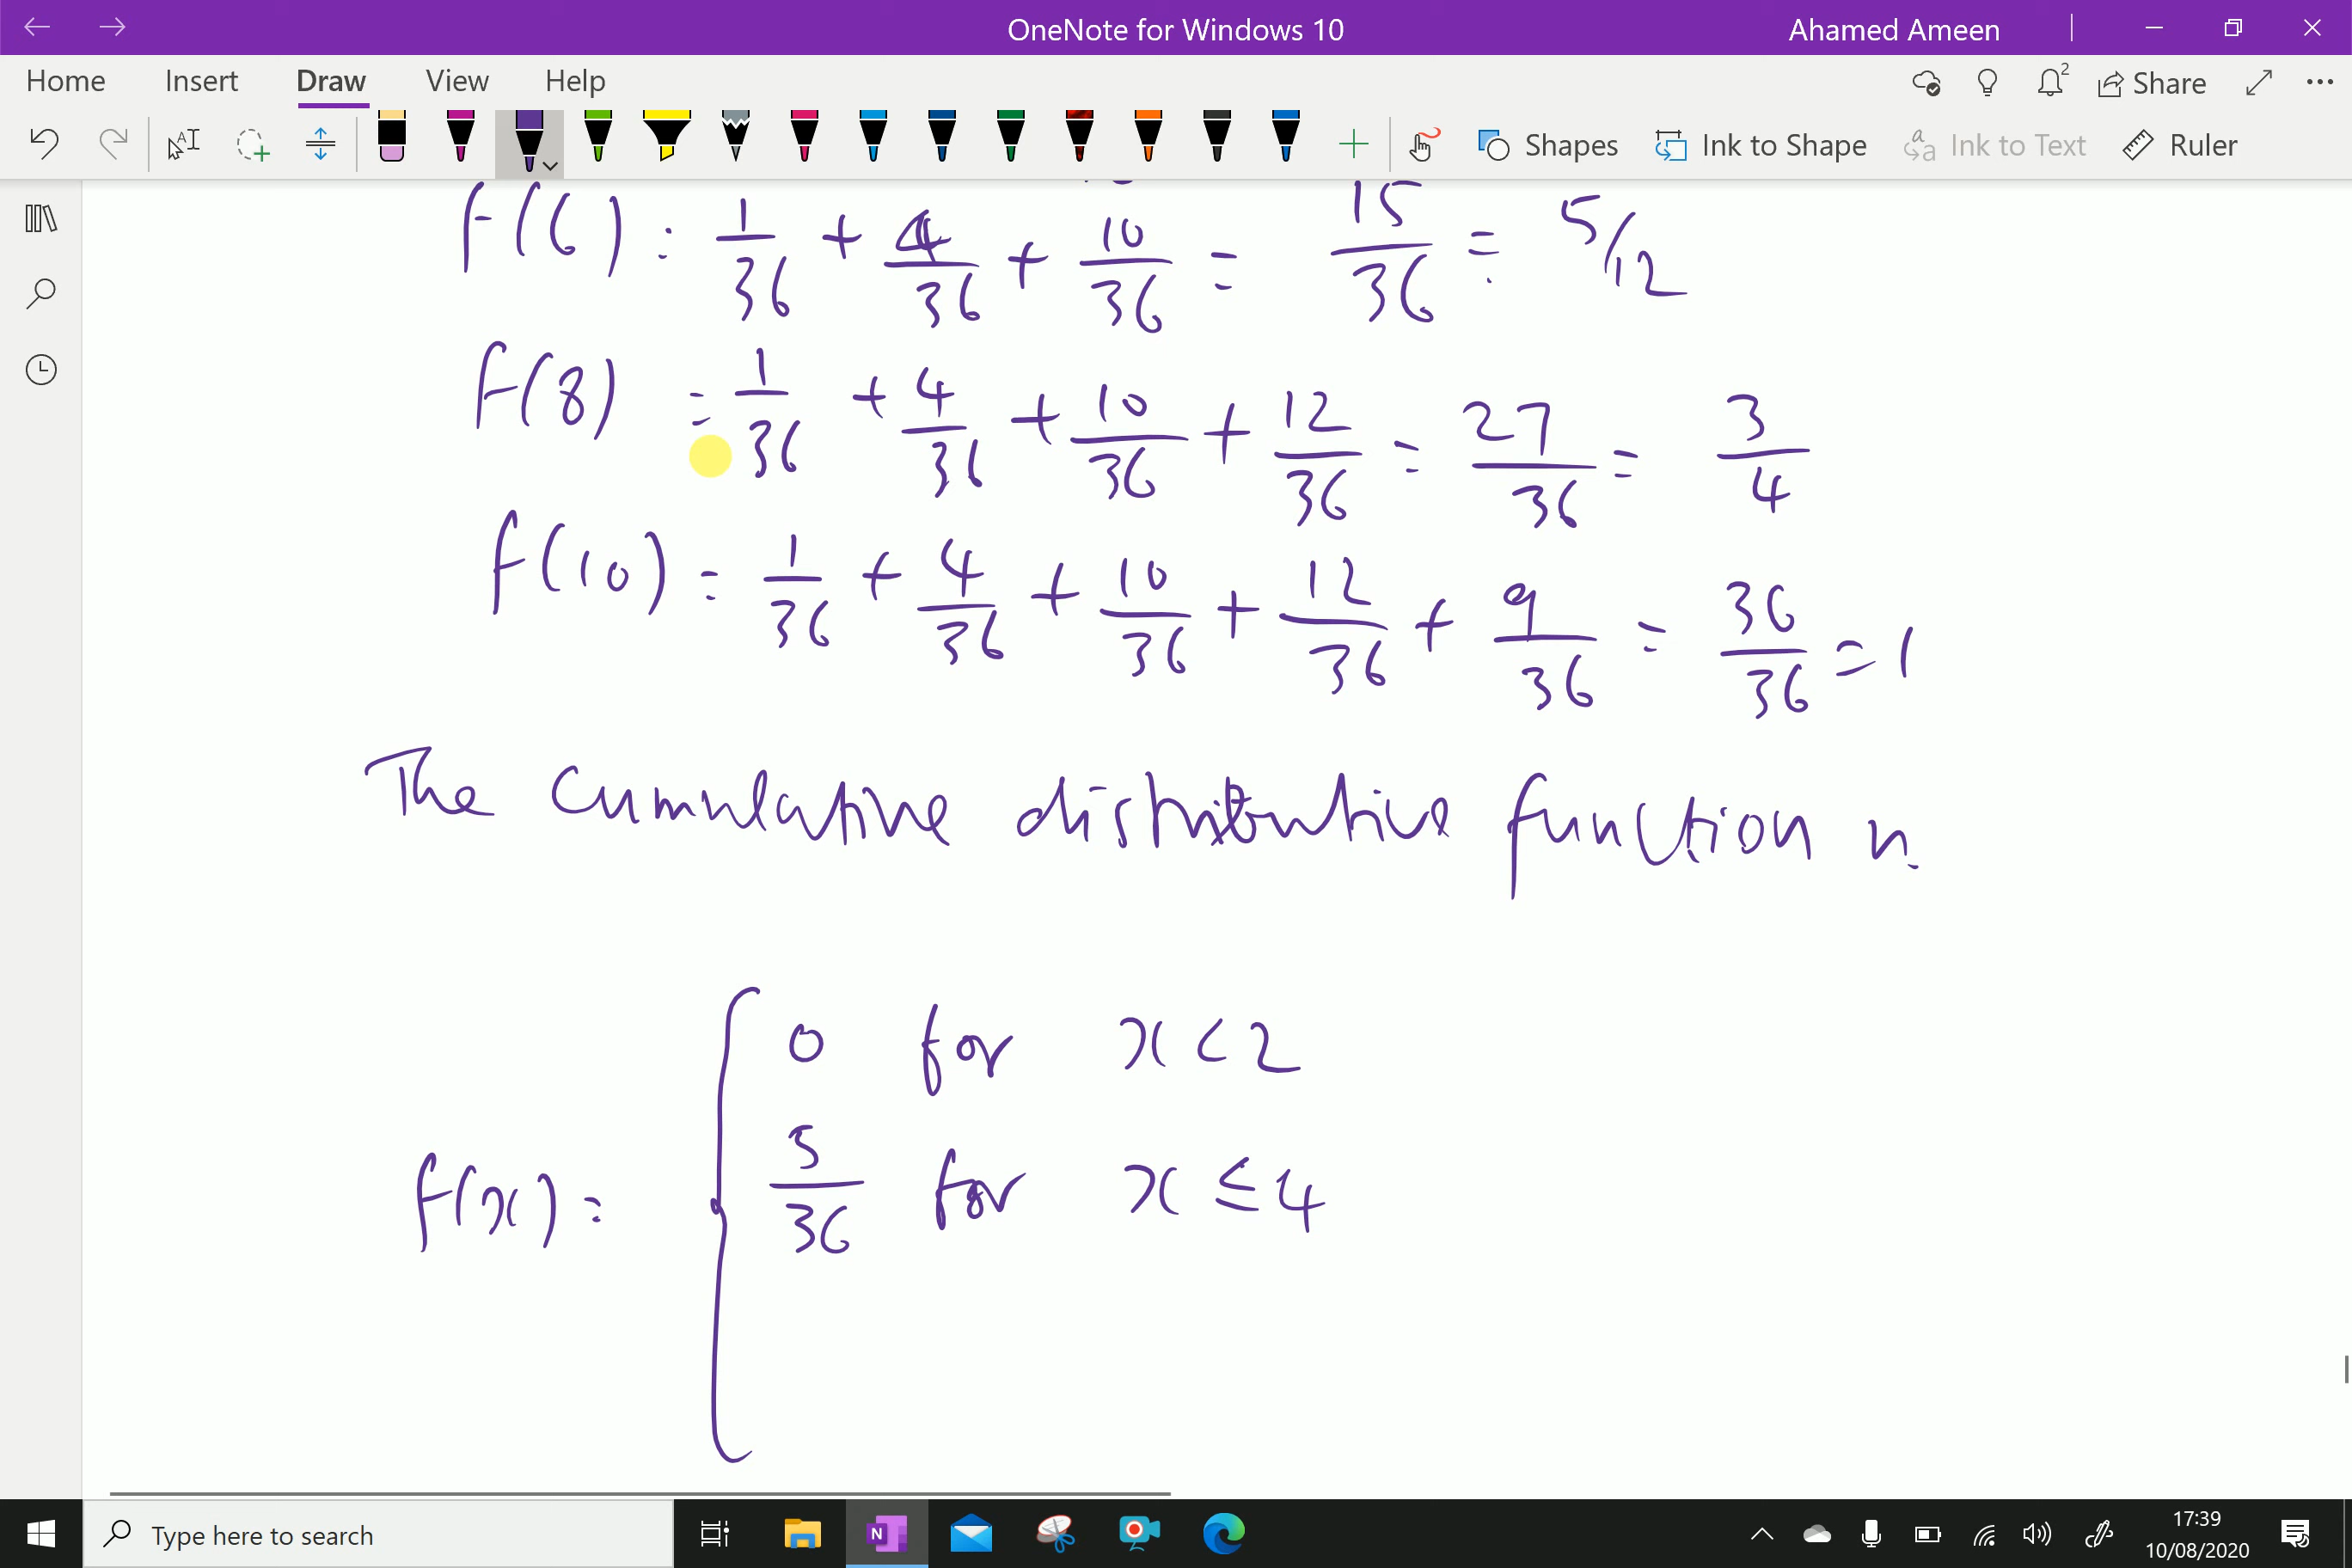 OneNote for Windows 10
Ahamed Ameen
Home Insert Draw View Help
2
Share
Shapes Ink to Shape Ink to Text Ruler
F(6) : 1/36 + 4/36 + 10/36 = 15/36 = 5/12
F(8) = 1/36 + 4/36 + 10/36 + 12/36 = 27/36 = 3/4
F(10) = 1/36 + 4/36 + 10/36 + 12/36 + 9/36 = 36/36 = 1
The cumulative distributive function
0 for x < 2
F(x) = 5/36 for x ≤ 4
Type here to search
17:39
10/08/2020